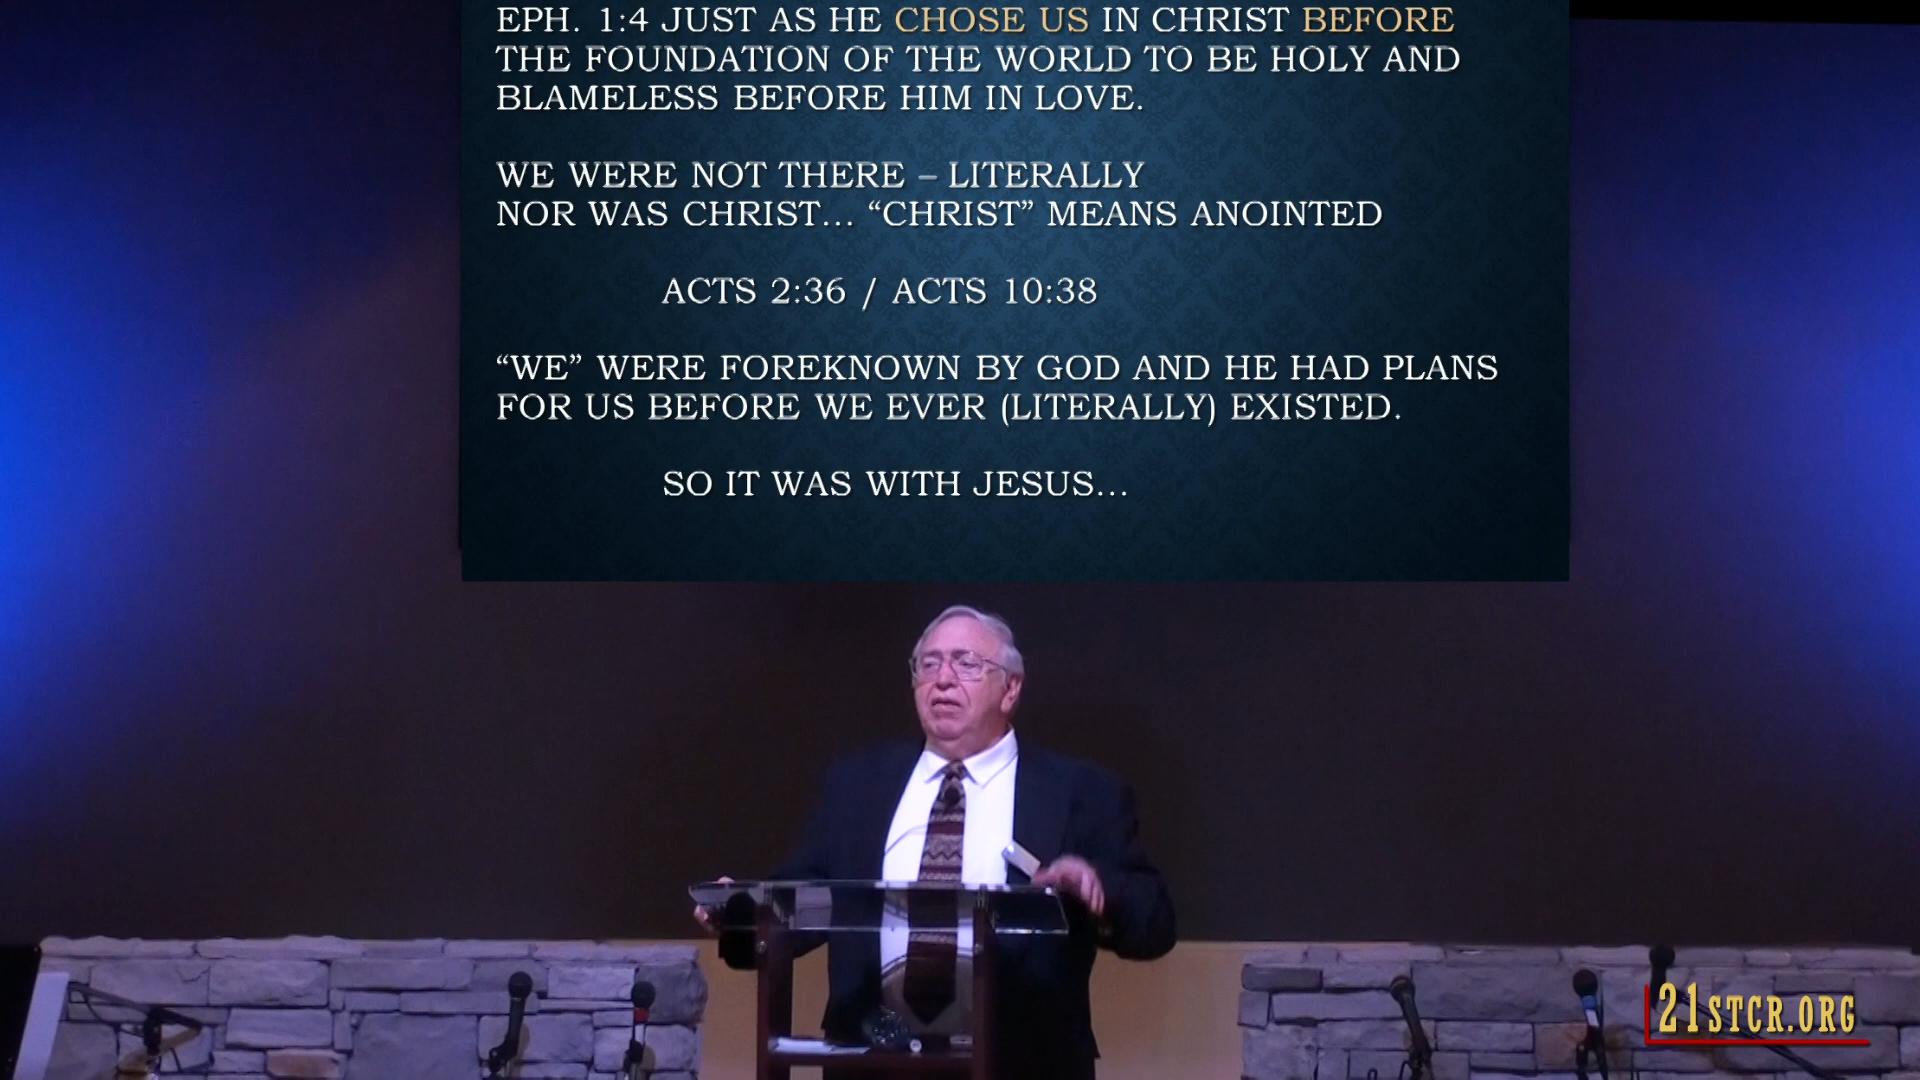 EPH. 1:4 JUST AS HE CHOSE US IN CHRIST BEFORE
THE FOUNDATION OF THE WORLD TO BE HOLY AND
BLAMELESS BEFORE HIM IN LOVE.
WE WERE NOT THERE – LITERALLY
NOR WAS CHRIST... “CHRIST” MEANS ANOINTED
ACTS 2:36 / ACTS 10:38
“WE” WERE FOREKNOWN BY GOD AND HE HAD PLANS
FOR US BEFORE WE EVER (LITERALLY) EXISTED.
SO IT WAS WITH JESUS...
21STCR.ORG